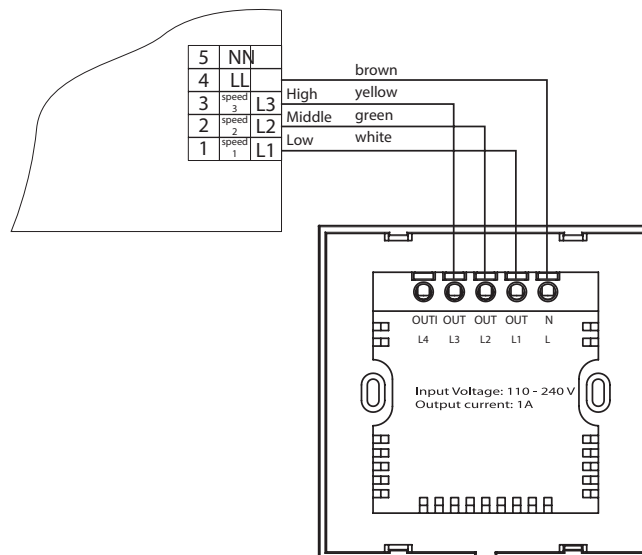 5 NN
4 LL brown
3 speed 3 L3 High yellow
2 speed 2 L2 Middle green
1 speed 1 L1 Low white
OUTI OUT OUT OUT N
L4 L3 L2 L1 L
Input Voltage: 110 - 240 V
Output current: 1A